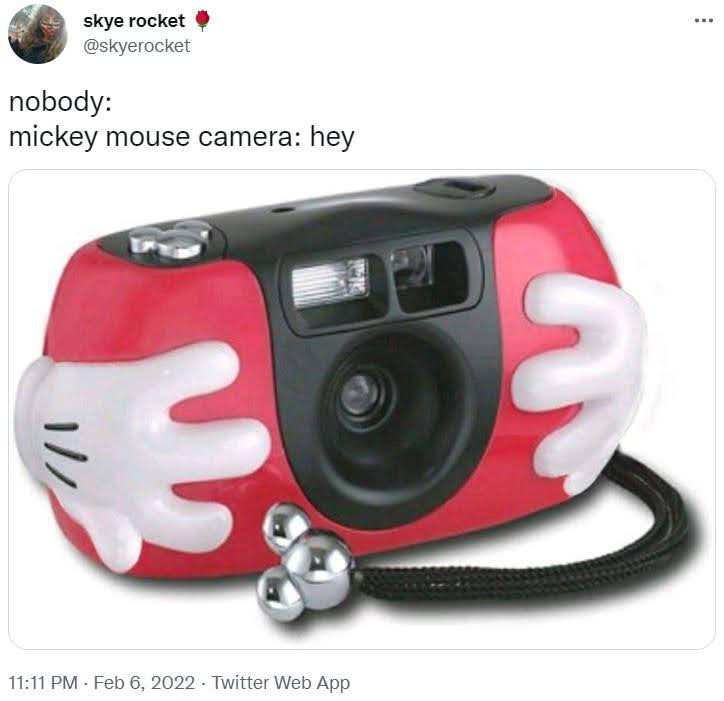 skye rocket 🌹
@skyerocket
nobody:
mickey mouse camera: hey
11:11 PM · Feb 6, 2022 · Twitter Web App